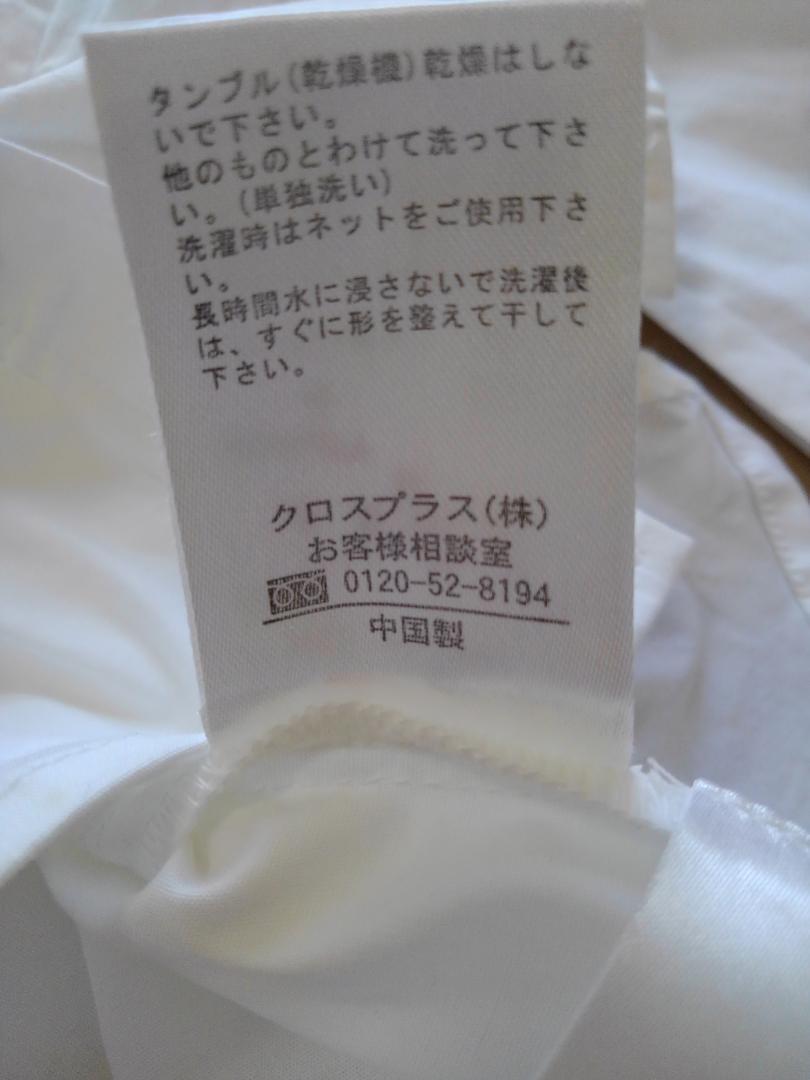 タンブル(乾燥機)乾燥はしな
いで下さい。
他のものとわけて洗って下さ
い。(単独洗い)
洗濯時はネットをご使用下さ
い。
長時間水に浸さないで洗濯後
は、すぐに形を整えて干して
下さい。
クロスプラス(株)
お客様相談室
0120-52-8194
中国製